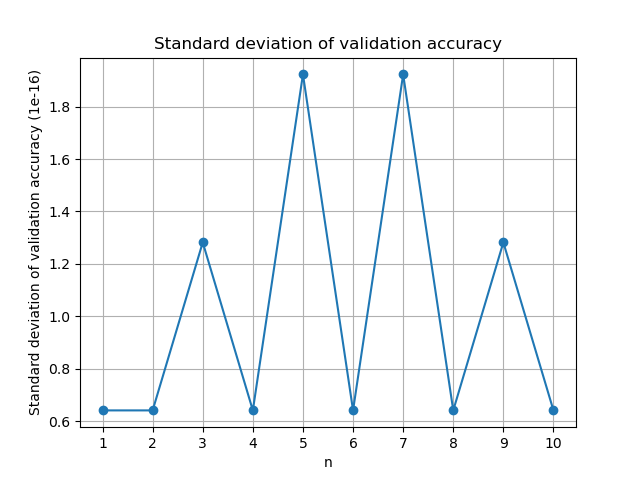 Standard deviation of validation accuracy
Standard deviation of validation accuracy (1e-16)
1.8
1.6
1.4
1.2
1.0
0.8
0.6
1 2 3 4 5 6 7 8 9 10
n